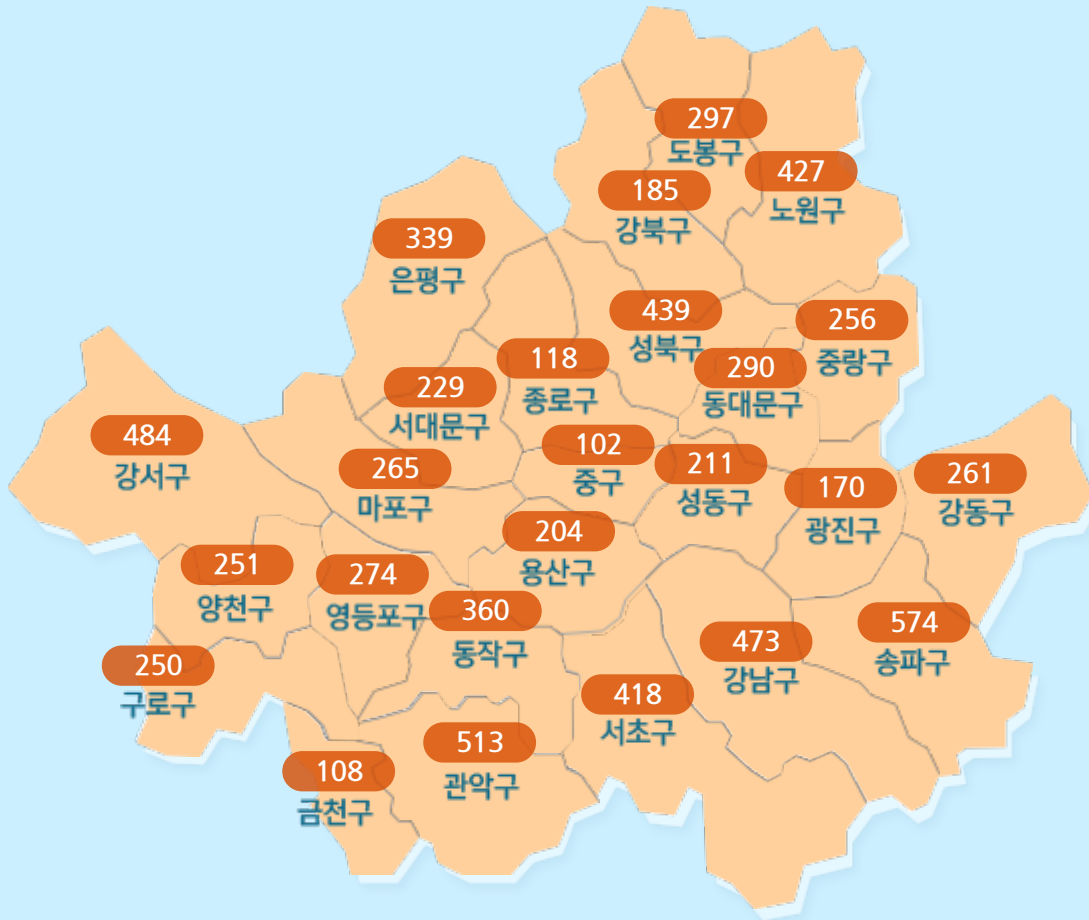 297
도봉구
427
노원구
185
강북구
339
은평구
439
성북구
256
중랑구
118
종로구
290
동대문구
229
서대문구
484
강서구
102
중구
265
마포구
211
성동구
170
광진구
261
강동구
204
용산구
251
양천구
274
영등포구
360
동작구
574
송파구
473
강남구
250
구로구
418
서초구
513
관악구
108
금천구